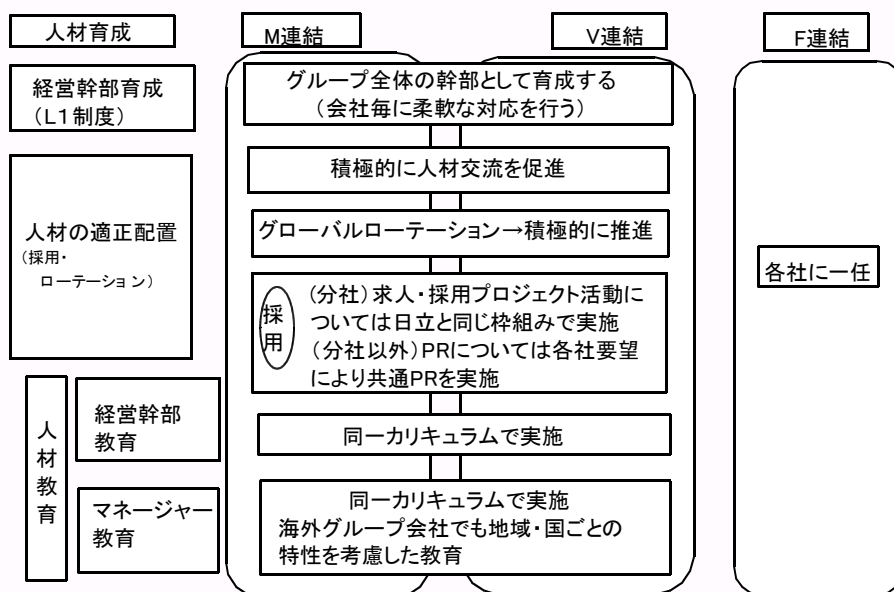 人材育成
M連結
V連結
F連結
経営幹部育成
(L1制度)
グループ全体の幹部として育成する
(会社毎に柔軟な対応を行う)
人材の適正配置
(採用・
ローテーション)
積極的に人材交流を促進
グローバルローテーション→積極的に推進
採用
(分社)求人・採用プロジェクト活動に
ついては日立と同じ枠組みで実施
(分社以外)PRについては各社要望
により共通PRを実施
各社に一任
人材教育
経営幹部
教育
同一カリキュラムで実施
マネージャー
教育
同一カリキュラムで実施
海外グループ会社でも地域・国ごとの
特性を考慮した教育